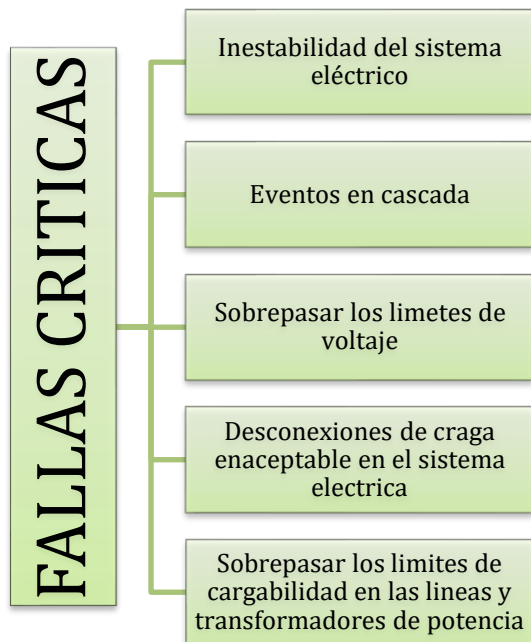 FALLAS CRITICAS
Inestabilidad del sistema
eléctrico
Eventos en cascada
Sobrepasar los limetes de
voltaje
Desconexiones de craga
enaceptable en el sistema
electrica
Sobrepasar los limites de
cargabilidad en las lineas y
transformadores de potencia